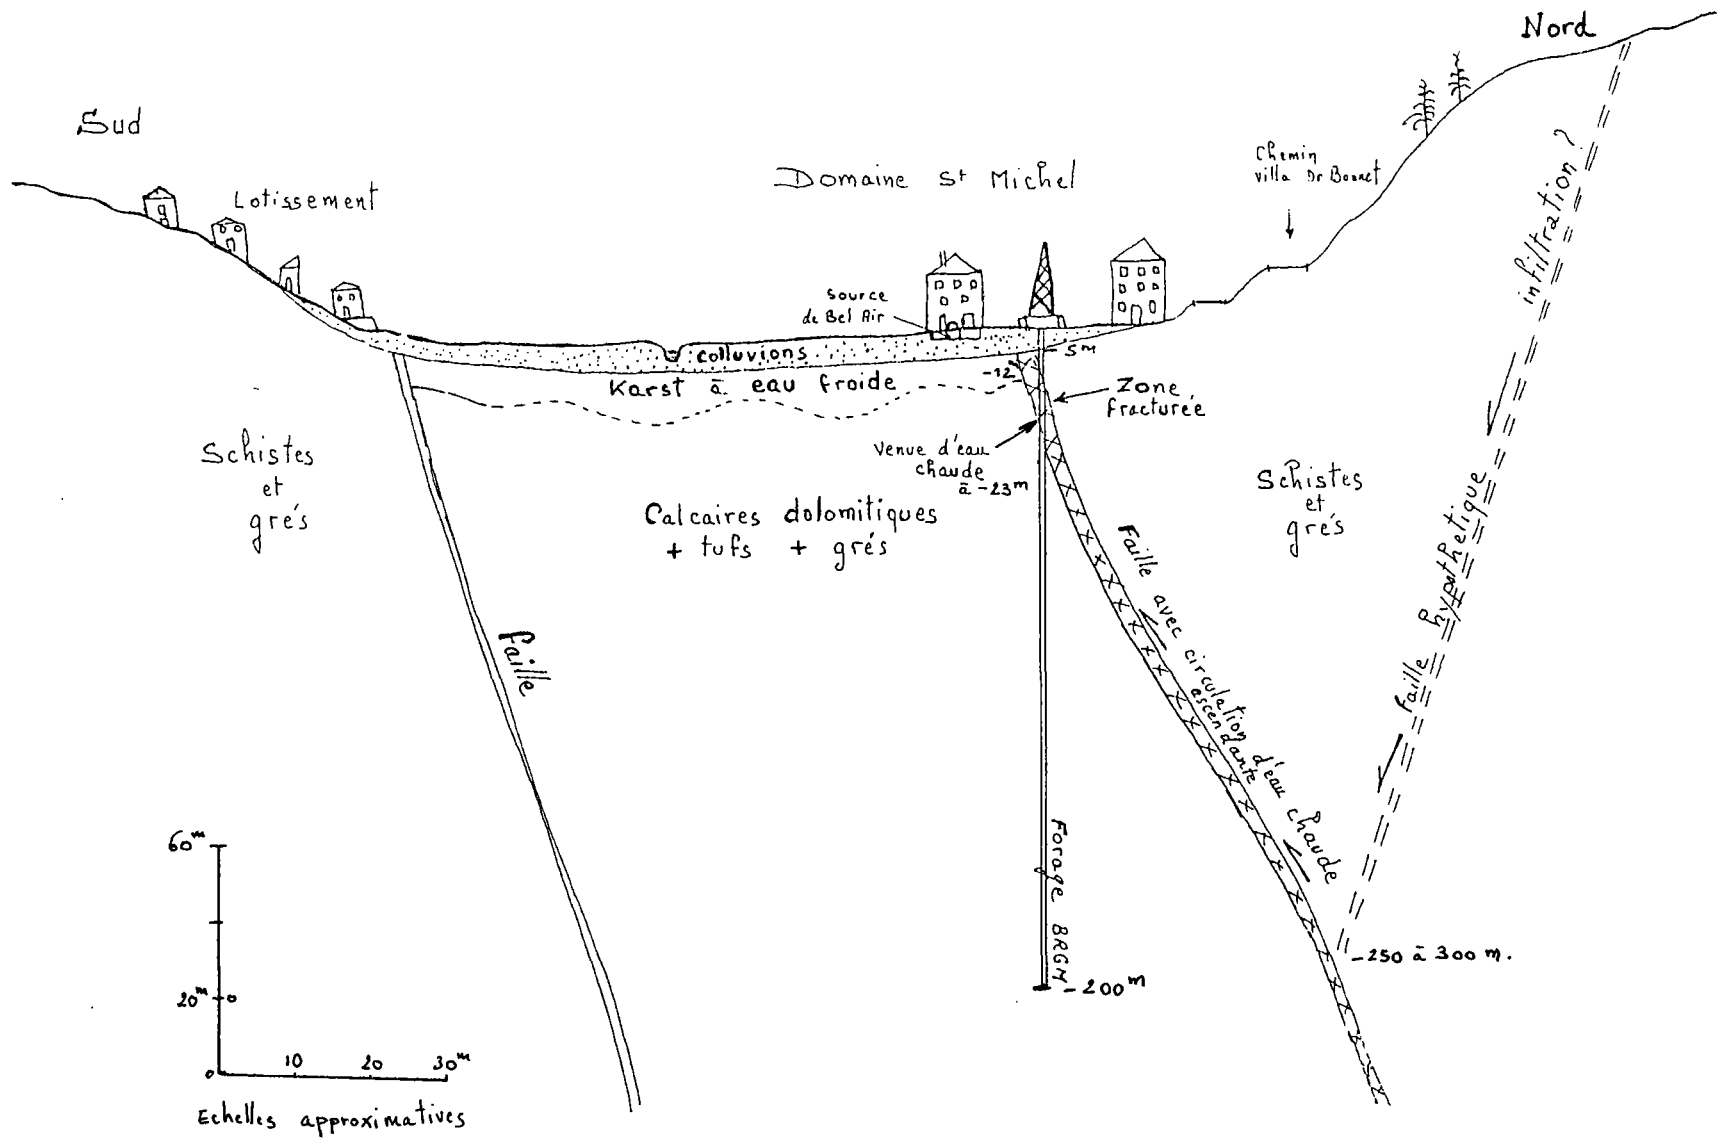 Nord
Sud
Lotissement
Domaine St Michel
Chemin
villa Dr Bonnet
infiltration ?
Source
de Bel Air
colluvions
5m
-12
Karst à eau froide
Zone
fracturée
Venue d'eau
chaude
à -23m
Schistes
et
grés
Calcaires dolomitiques
+ tufs + grés
Schistes
et
grés
faille hypothetique
Faille avec circulation d'eau chaude
ascendante
faille
Forage BRGM
-200m
-250 à 300 m.
60m
20m
0
0
10 20 30m
Echelles approximatives